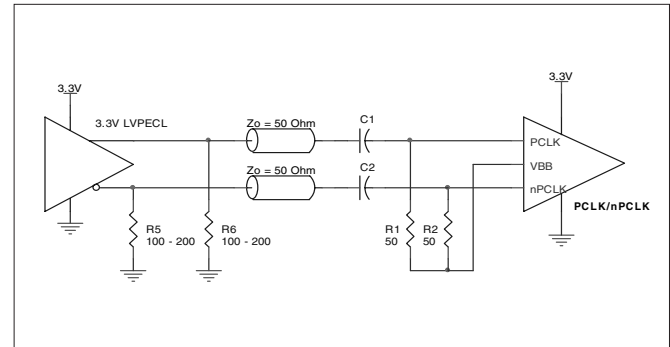 3.3V
3.3V LVPECL
Zo = 50 Ohm
C1
3.3V
PCLK
Zo = 50 Ohm
C2
VBB
nPCLK
PCLK/nPCLK
R5
100 - 200
R6
100 - 200
R1
50
R2
50